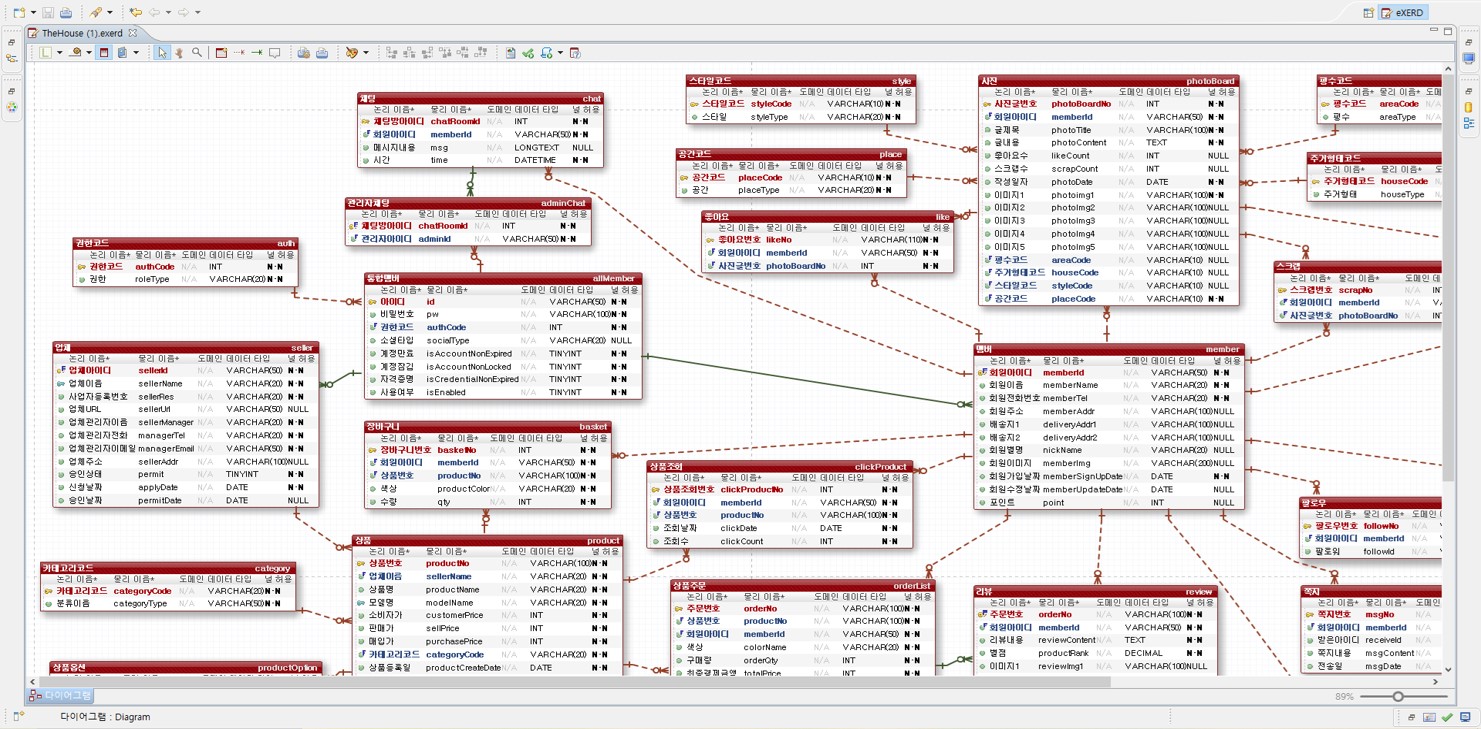 eXERD
TheHouse (1).exerd
채팅 chat
논리 이름* 물리 이름* 도메인 데이터 타입 널 허용
채팅방아이디 chatRoomId N/A INT N-N
회원아이디 memberId N/A VARCHAR(50) N-N
메시지내용 msg N/A LONGTEXT NULL
시간 time N/A DATETIME N-N
관리자채팅 adminChat
논리 이름* 물리 이름* 도메인 데이터 타입 널 허용
채팅방아이디 chatRoomId N/A INT N-N
관리자아이디 adminId N/A VARCHAR(50) N-N
권한코드 auth
논리 이름* 물리 이름* 도메인 데이터 타입 널 허용
권한코드 authCode N/A INT N-N
권한 roleType N/A VARCHAR(20) N-N
통합멤버 allMember
논리 이름* 물리 이름* 도메인 데이터 타입 널 허용
아이디 id N/A VARCHAR(50) N-N
비밀번호 pw N/A VARCHAR(100) N-N
권한코드 authCode N/A INT N-N
소셜타입 socialType N/A VARCHAR(20) NULL
계정만료 isAccountNonExpired N/A TINYINT N-N
계정잠김 isAccountNonLocked N/A TINYINT N-N
자격증명 isCredentialNonExpired N/A TINYINT N-N
사용여부 isEnabled N/A TINYINT N-N
업체 seller
논리 이름* 물리 이름* 도메인 데이터 타입 널 허용
업체아이디 sellerId N/A VARCHAR(50) N-N
업체이름 sellerName N/A VARCHAR(20) N-N
사업자등록번호 sellerRes N/A VARCHAR(20) N-N
업체URL sellerUrl N/A VARCHAR(50) NULL
업체관리자이름 sellerManager N/A VARCHAR(20) N-N
업체관리자전화 managerTel N/A VARCHAR(20) N-N
업체관리자이메일 managerEmail N/A VARCHAR(50) N-N
업체주소 sellerAddr N/A VARCHAR(100) NULL
승인상태 permit N/A TINYINT N-N
신청날짜 applyDate N/A DATE N-N
승인날짜 permitDate N/A DATE NULL
장바구니 basket
논리 이름* 물리 이름* 도메인 데이터 타입 널 허용
장바구니번호 basketNo N/A INT N-N
회원아이디 memberId N/A VARCHAR(50) N-N
상품번호 productNo N/A VARCHAR(100) N-N
색상 productColor N/A VARCHAR(20) N-N
수량 qty N/A INT N-N
카테고리코드 category
논리 이름* 물리 이름* 도메인 데이터 타입 널 허용
카테고리코드 categoryCode N/A VARCHAR(20) N-N
분류이름 categoryType N/A VARCHAR(50) N-N
상품옵션 productOption
상품 product
논리 이름* 물리 이름* 도메인 데이터 타입 널 허용
상품번호 productNo N/A VARCHAR(100) N-N
업체이름 sellerName N/A VARCHAR(20) N-N
상품명 productName N/A VARCHAR(20) N-N
모델명 modelName N/A VARCHAR(20) N-N
소비자가 customerPrice N/A INT N-N
판매가 sellPrice N/A INT N-N
매입가 purchasePrice N/A INT N-N
카테고리코드 categoryCode N/A VARCHAR(20) N-N
상품등록일 productCreateDate N/A DATE N-N
스타일코드 style
논리 이름* 물리 이름* 도메인 데이터 타입 널 허용
스타일코드 styleCode N/A VARCHAR(10) N-N
스타일 styleType N/A VARCHAR(20) N-N
공간코드 place
논리 이름* 물리 이름* 도메인 데이터 타입 널 허용
공간코드 placeCode N/A VARCHAR(10) N-N
공간 placeType N/A VARCHAR(20) N-N
좋아요 like
논리 이름* 물리 이름* 도메인 데이터 타입 널 허용
좋아요번호 likeNo N/A VARCHAR(110) N-N
회원아이디 memberId N/A VARCHAR(50) N-N
사진글번호 photoBoardNo N/A INT N-N
상품조회 clickProduct
논리 이름* 물리 이름* 도메인 데이터 타입 널 허용
상품조회번호 clickProductNo N/A INT N-N
회원아이디 memberId N/A VARCHAR(50) N-N
상품번호 productNo N/A VARCHAR(100) N-N
조회날짜 clickDate N/A DATE N-N
조회수 clickCount N/A INT N-N
상품주문 orderList
논리 이름* 물리 이름* 도메인 데이터 타입 널 허용
주문번호 orderNo N/A VARCHAR(100) N-N
상품번호 productNo N/A VARCHAR(100) N-N
회원아이디 memberId N/A VARCHAR(50) N-N
색상 colorName N/A VARCHAR(20) N-N
구매량 orderQty N/A INT N-N
totalPrice N/A INT N-N
사진 photoBoard
논리 이름* 물리 이름* 도메인 데이터 타입 널 허용
사진글번호 photoBoardNo N/A INT N-N
회원아이디 memberId N/A VARCHAR(50) N-N
글제목 photoTitle N/A VARCHAR(50) N-N
글내용 photoContent N/A TEXT N-N
좋아요수 likeCount N/A INT NULL
스크랩수 scrapCount N/A INT NULL
작성일자 photoDate N/A DATE N-N
이미지1 photoImg1 N/A VARCHAR(100) N-N
이미지2 photoImg2 N/A VARCHAR(100) NULL
이미지3 photoImg3 N/A VARCHAR(100) NULL
이미지4 photoImg4 N/A VARCHAR(100) NULL
이미지5 photoImg5 N/A VARCHAR(100) NULL
평수코드 areaCode N/A VARCHAR(10) NULL
주거형태코드 houseCode N/A VARCHAR(10) NULL
스타일코드 styleCode N/A VARCHAR(10) NULL
공간코드 placeCode N/A VARCHAR(10) N-N
멤버 member
논리 이름* 물리 이름* 도메인 데이터 타입 널 허용
회원아이디 memberId N/A VARCHAR(50) N-N
회원이름 memberName N/A VARCHAR(20) N-N
회원전화번호 memberTel N/A VARCHAR(20) N-N
회원주소 memberAddr N/A VARCHAR(100) NULL
배송지1 deliveryAddr1 N/A VARCHAR(100) NULL
배송지2 deliveryAddr2 N/A VARCHAR(100) NULL
회원별명 nickName N/A VARCHAR(20) N-N
회원이미지 memberImg N/A VARCHAR(200) NULL
회원가입날짜 memberSignUpDate N/A DATE N-N
회원수정날짜 memberUpdateDate N/A DATE NULL
포인트 point N/A INT N-N
리뷰 review
논리 이름* 물리 이름* 도메인 데이터 타입 널 허용
주문번호 orderNo N/A VARCHAR(100) N-N
회원아이디 memberId N/A VARCHAR(50) N-N
리뷰내용 reviewContent N/A TEXT N-N
별점 productRank N/A DECIMAL N-N
이미지1 reviewImg1 N/A VARCHAR(100) NULL
평수코드
논리 이름* 물리 이름* 도메인
평수코드 areaCode N/A
평수 areaType N/A
주거형태코드
논리 이름* 물리 이름* 도메인
주거형태코드 houseCode N/A
주거형태 houseType N/A
스크랩
논리 이름* 물리 이름* 도메인
스크랩번호 scrapNo N/A
회원아이디 memberId N/A
사진글번호 photoBoardNo N/A
팔로우
논리 이름* 물리 이름* 도메인
팔로우번호 followNo N/A
회원아이디 memberId N/A
팔로잉 followId N/A
쪽지
논리 이름* 물리 이름* 도메인
쪽지번호 msgNo N/A
회원아이디 memberId N/A
받은아이디 receiveId N/A
쪽지내용 msgContent N/A
전송일 msgDate N/A
다이어그램
89%
다이어그램 : Diagram